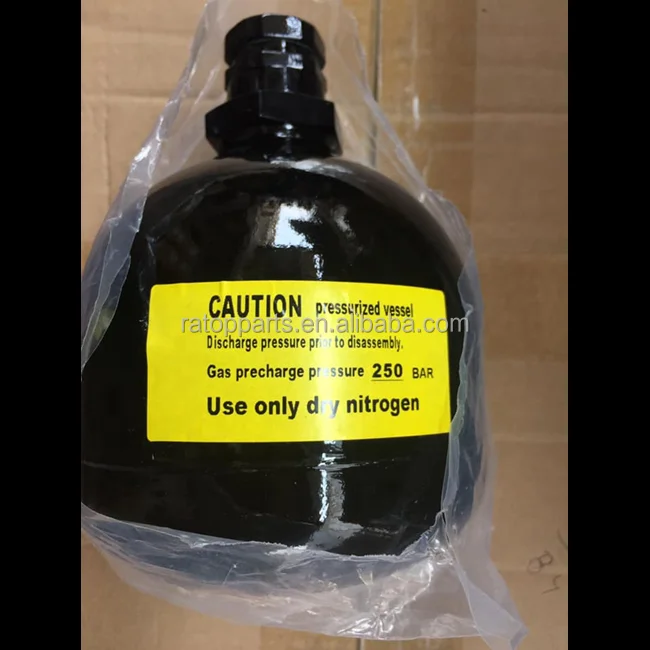 CAUTION pressurized vessel
ratopparts.en.alibaba.com
Discharge pressure prior to disassembly.
Gas precharge pressure 250 BAR
Use only dry nitrogen